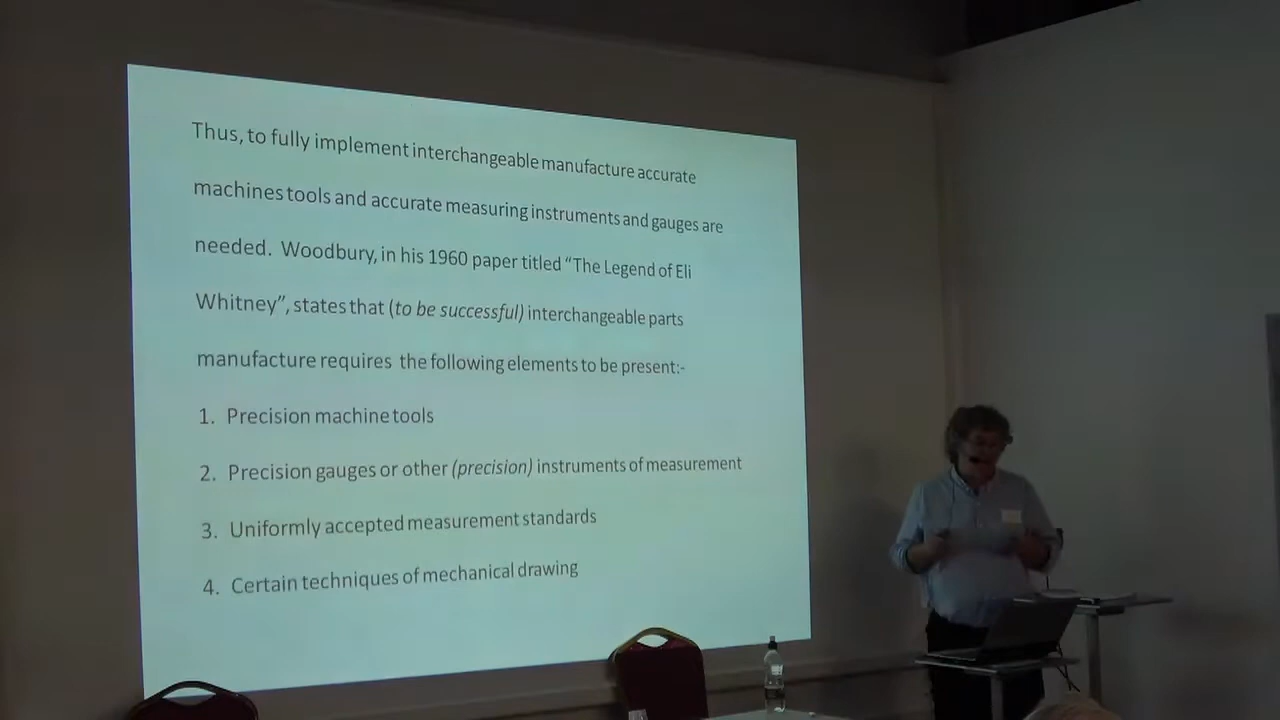 Thus, to fully implement interchangeable manufacture accurate
machines tools and accurate measuring instruments and gauges are
needed. Woodbury, in his 1960 paper titled “The Legend of Eli
Whitney”, states that (to be successful) interchangeable parts
manufacture requires the following elements to be present:-
1. Precision machine tools
2. Precision gauges or other (precision) instruments of measurement
3. Uniformly accepted measurement standards
4. Certain techniques of mechanical drawing